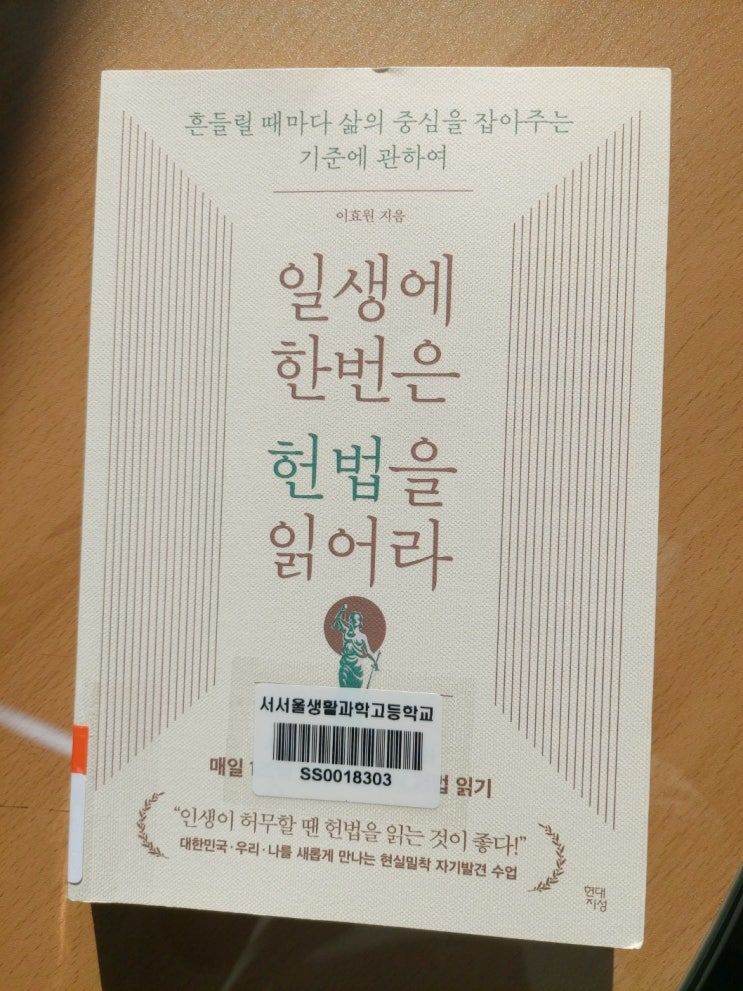 흔들릴 때마다 삶의 중심을 잡아주는
기준에 관하여
이효원 지음
일생에
한번은
헌법을
읽어라
서서울생활과학고등학교
SS0018303
매일 읽기
"인생이 허무할 땐 헌법을 읽는 것이 좋다!"
대한민국·우리·나를 새롭게 만나는 현실밀착 자기발견 수업
현대
지성